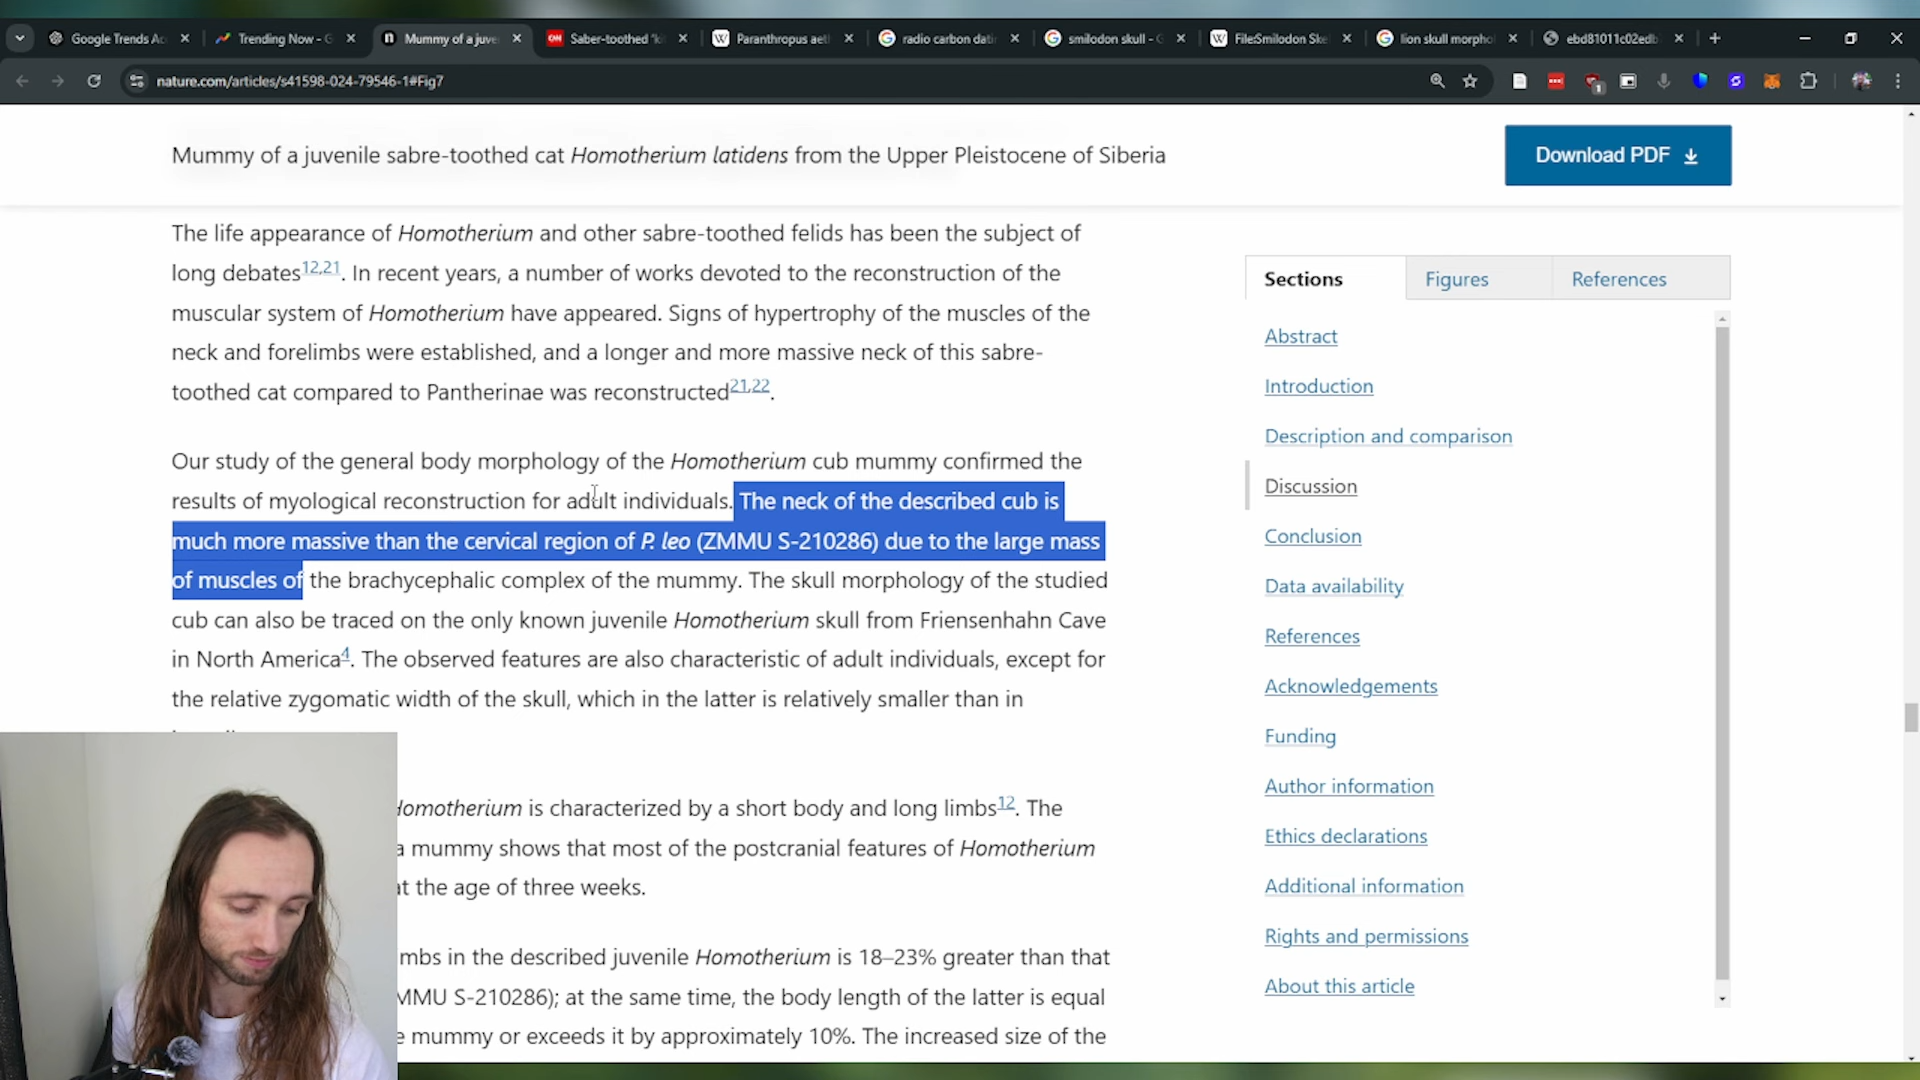 Google Trends Ac
Trending Now - G
Mummy of a juve
Saber-toothed 'ki
Paranthropus aet
radio carbon dati
smilodon skull - G
File:Smilodon Ske
lion skull morpho
ebd81011c02edb
nature.com/articles/s41598-024-79546-1#Fig7
Mummy of a juvenile sabre-toothed cat Homotherium latidens from the Upper Pleistocene of Siberia
Download PDF
The life appearance of Homotherium and other sabre-toothed felids has been the subject of
long debates12,21. In recent years, a number of works devoted to the reconstruction of the
muscular system of Homotherium have appeared. Signs of hypertrophy of the muscles of the
neck and forelimbs were established, and a longer and more massive neck of this sabre-
toothed cat compared to Pantherinae was reconstructed21,22.
Our study of the general body morphology of the Homotherium cub mummy confirmed the
results of myological reconstruction for adult individuals. The neck of the described cub is
much more massive than the cervical region of P. leo (ZMMU S-210286) due to the large mass
of muscles of the brachycephalic complex of the mummy. The skull morphology of the studied
cub can also be traced on the only known juvenile Homotherium skull from Friensenhahn Cave
in North America4. The observed features are also characteristic of adult individuals, except for
the relative zygomatic width of the skull, which in the latter is relatively smaller than in
Homotherium is characterized by a short body and long limbs12. The
a mummy shows that most of the postcranial features of Homotherium
at the age of three weeks.
mbs in the described juvenile Homotherium is 18–23% greater than that
MMU S-210286); at the same time, the body length of the latter is equal
e mummy or exceeds it by approximately 10%. The increased size of the
Sections
Figures
References
Abstract
Introduction
Description and comparison
Discussion
Conclusion
Data availability
References
Acknowledgements
Funding
Author information
Ethics declarations
Additional information
Rights and permissions
About this article